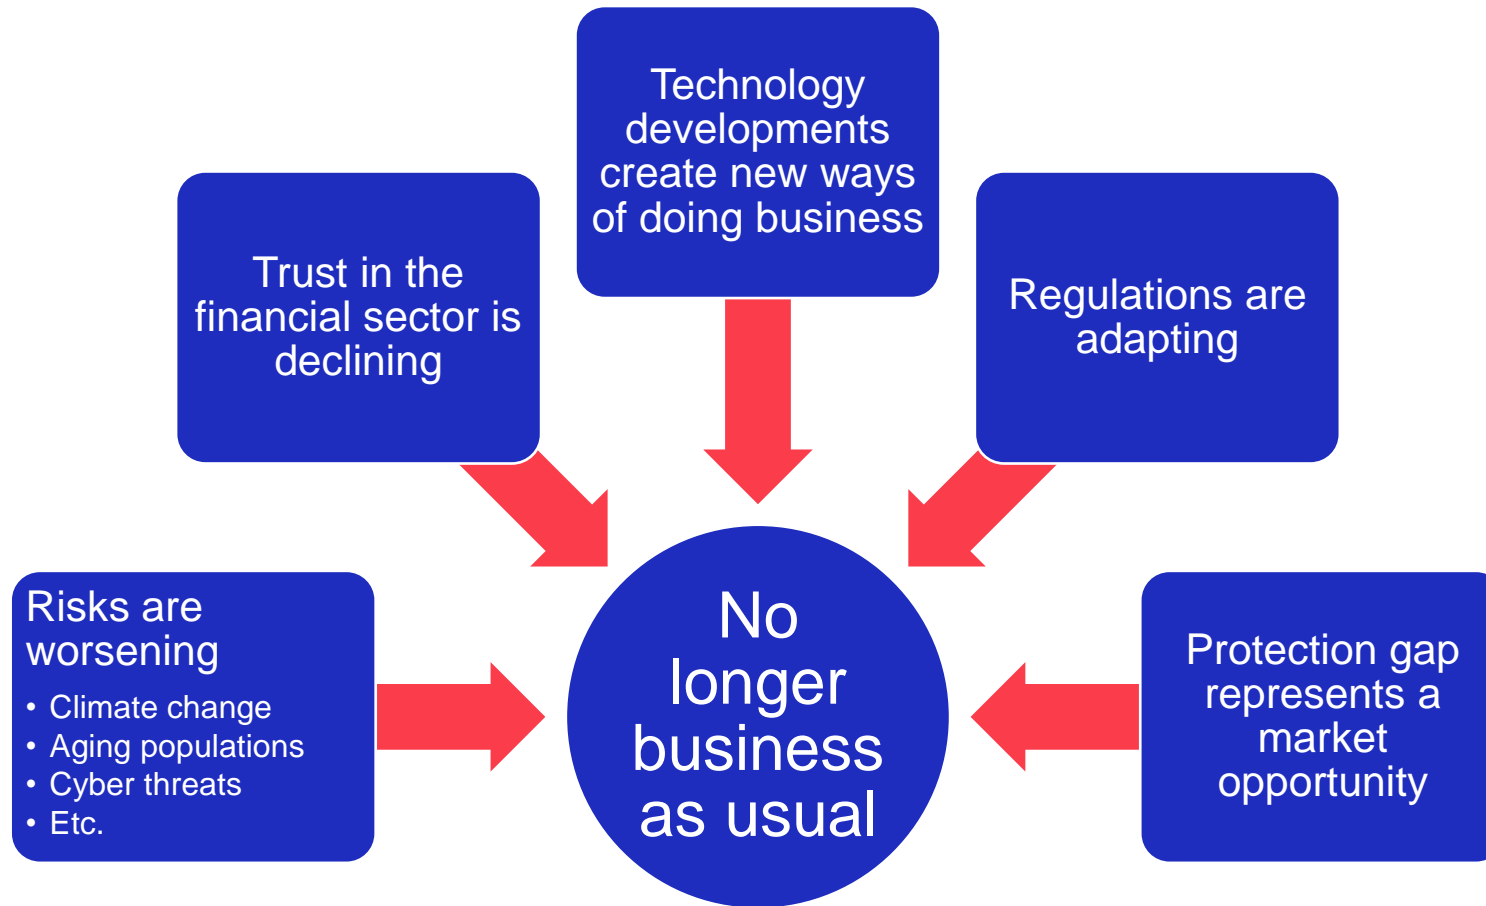 Technology
developments
create new ways
of doing business
Trust in the
financial sector is
declining
Regulations are
adapting
Risks are
worsening
• Climate change
• Aging populations
• Cyber threats
• Etc.
No
longer
business
as usual
Protection gap
represents a
market
opportunity